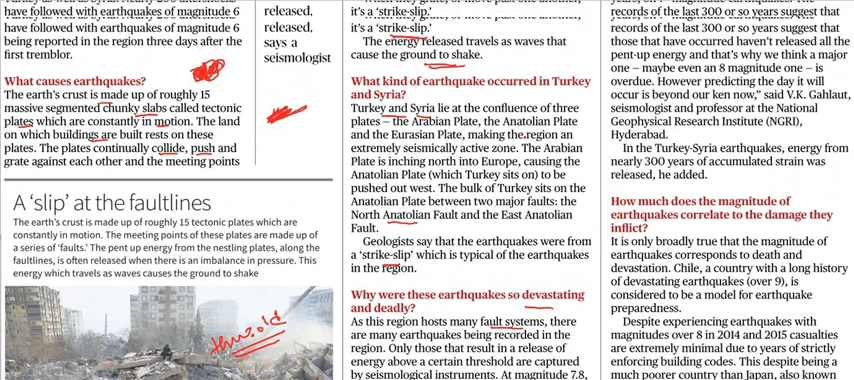 have followed with earthquakes of magnitude 6
have followed with earthquakes of magnitude 6
being reported in the region three days after the
first tremblor.
What causes earthquakes?
The earth's crust is made up of roughly 15
massive segmented chunky slabs called tectonic
plates which are constantly in motion. The land
on which buildings are built rests on these
plates. The plates continually collide, push and
grate against each other and the meeting points
released,
released,
says a
seismologist
A 'slip' at the faultlines
The earth's crust is made up of roughly 15 tectonic plates which are
constantly in motion. The meeting points of these plates are made up of
a series of 'faults.' The pent up energy from the nestling plates, along the
faultlines, is often released when there is an imbalance in pressure. This
energy which travels as waves causes the ground to shake
it's a 'strike-slip.'
it's a 'strike-slip.'
The energy released travels as waves that
cause the ground to shake.
What kind of earthquake occurred in Turkey
and Syria?
Turkey and Syria lie at the confluence of three
plates — the Arabian Plate, the Anatolian Plate
and the Eurasian Plate, making the region an
extremely seismically active zone. The Arabian
Plate is inching north into Europe, causing the
Anatolian Plate (which Turkey sits on) to be
pushed out west. The bulk of Turkey sits on the
Anatolian Plate between two major faults: the
North Anatolian Fault and the East Anatolian
Fault.
Geologists say that the earthquakes were from
a 'strike-slip' which is typical of the earthquakes
in the region.
Why were these earthquakes so devastating
and deadly?
As this region hosts many fault systems, there
are many earthquakes being recorded in the
region. Only those that result in a release of
energy above a certain threshold are captured
by seismological instruments. At magnitude 7.8,
records of the last 300 or so years suggest that
records of the last 300 or so years suggest that
those that have occurred haven't released all the
pent-up energy and that's why we think a major
one — maybe even an 8 magnitude one — is
overdue. However predicting the day it will
occur is beyond our ken now," said V.K. Gahlaut,
seismologist and professor at the National
Geophysical Research Institute (NGRI),
Hyderabad.
In the Turkey-Syria earthquakes, energy from
nearly 300 years of accumulated strain was
released, he added.
How much does the magnitude of
earthquakes correlate to the damage they
inflict?
It is only broadly true that the magnitude of
earthquakes corresponds to death and
devastation. Chile, a country with a long history
of devastating earthquakes (over 9), is
considered to be a model for earthquake
preparedness.
Despite experiencing earthquakes with
magnitudes over 8 in 2014 and 2015 casualties
are extremely minimal due to years of strictly
enforcing building codes. This despite being a
much poorer country than Japan, also known